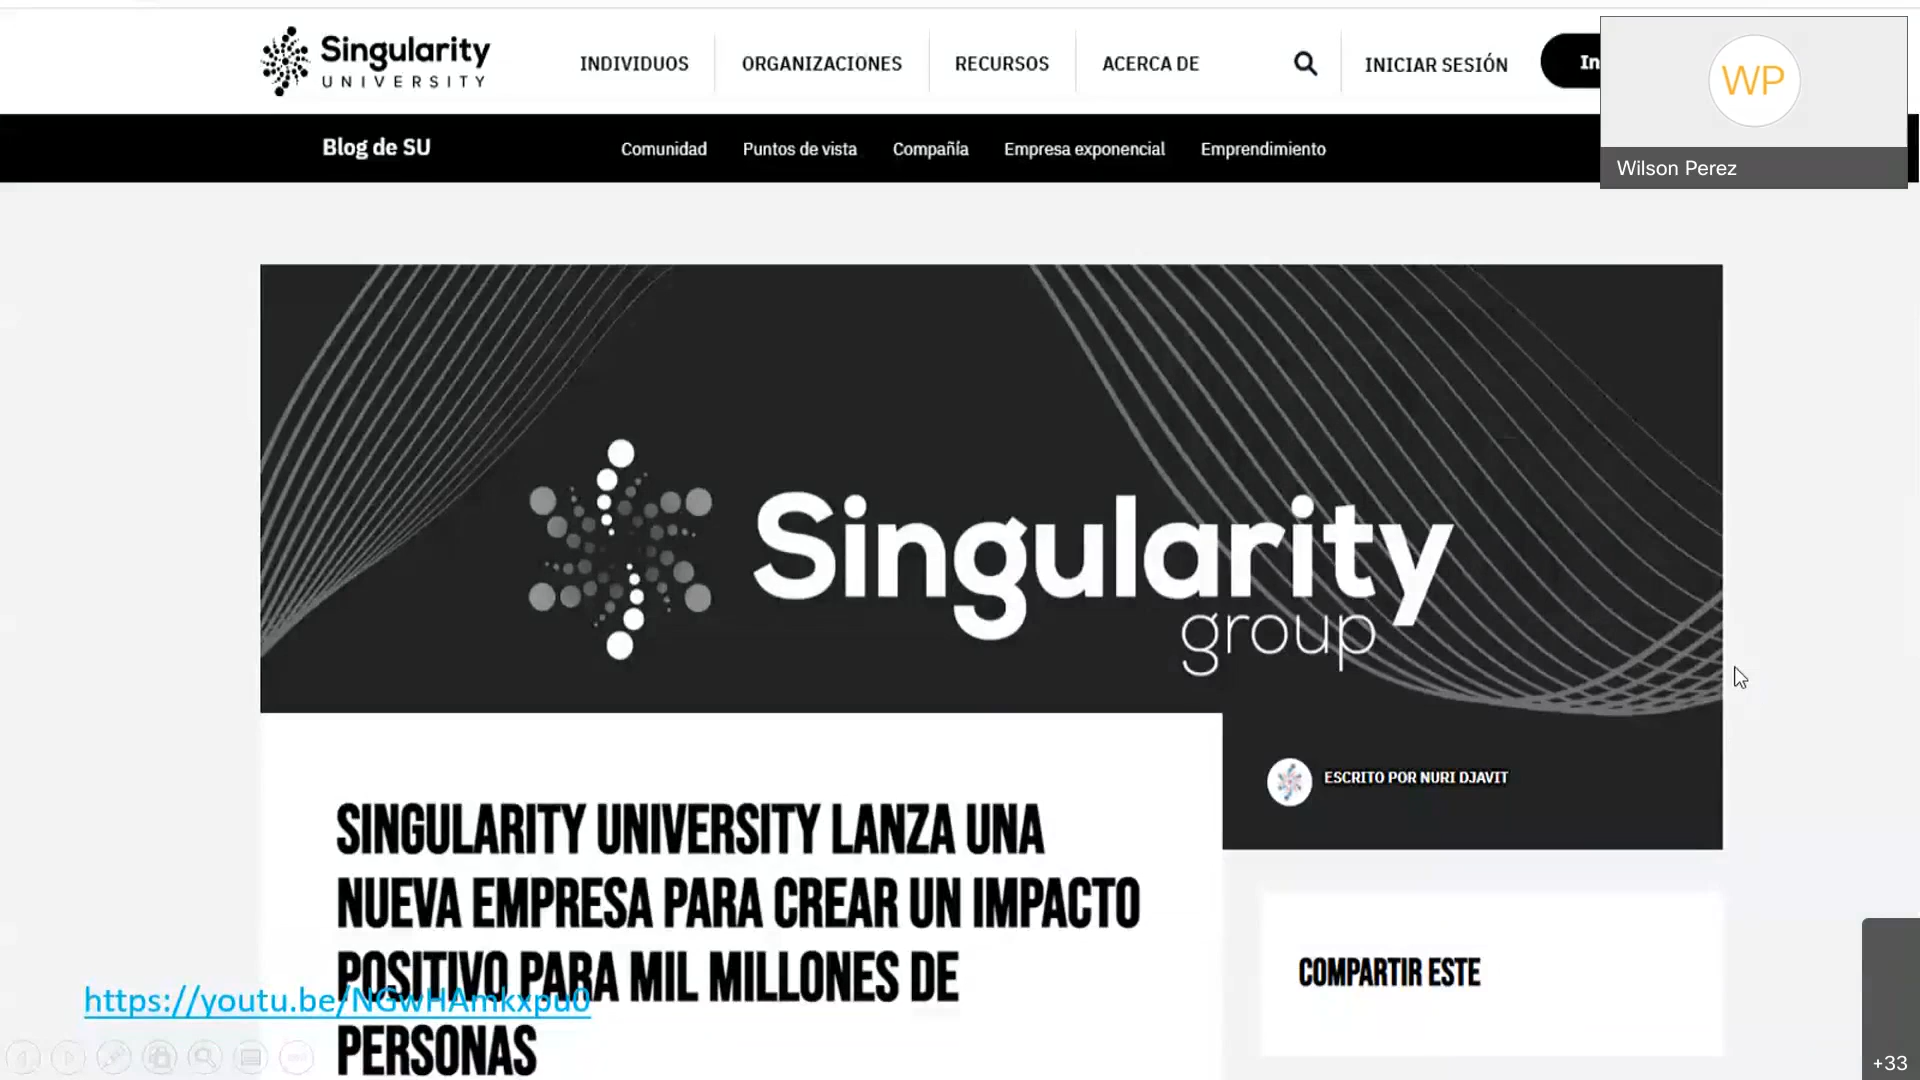 Singularity
UNIVERSITY
INDIVIDUOS
ORGANIZACIONES
RECURSOS
ACERCA DE
INICIAR SESIÓN
In
WP
Wilson Perez
Blog de SU
Comunidad
Puntos de vista
Compañía
Empresa exponencial
Emprendimiento
Singularity
group
ESCRITO POR NURI DJAVIT
SINGULARITY UNIVERSITY LANZA UNA
NUEVA EMPRESA PARA CREAR UN IMPACTO
POSITIVO PARA MIL MILLONES DE
PERSONAS
https://youtu.be/NGwHAmkxpu0
COMPARTIR ESTE
+33